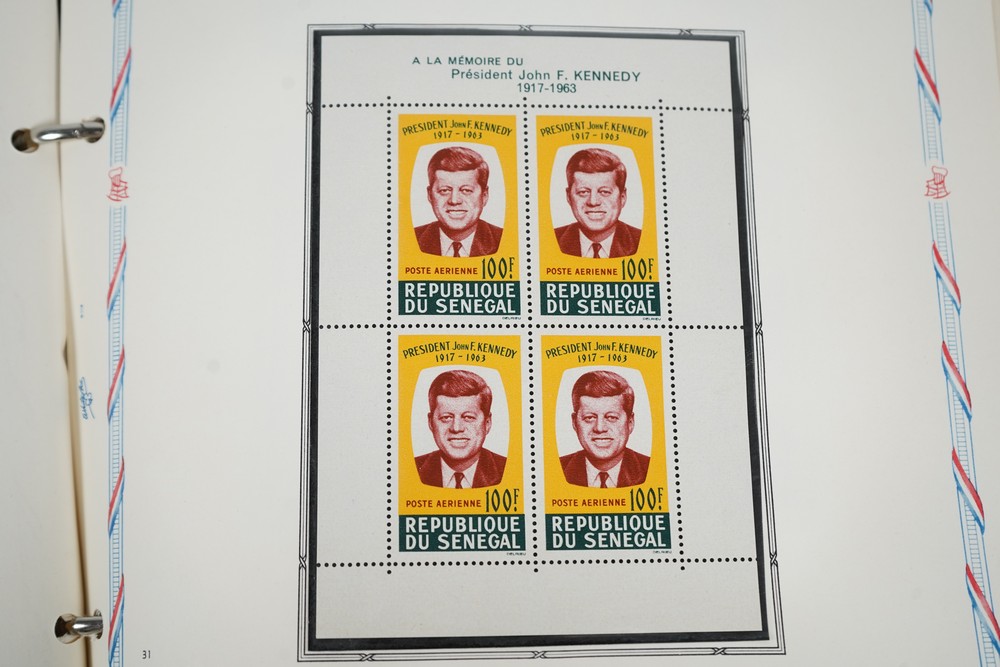 A LA MÉMOIRE DU
Président John F. KENNEDY
1917-1963
PRESIDENT JOHN F. KENNEDY
1917 - 1963
POSTE AERIENNE 100F.
REPUBLIQUE
DU SENEGAL
PRESIDENT JOHN F. KENNEDY
1917 - 1963
POSTE AERIENNE 100F.
REPUBLIQUE
DU SENEGAL
PRESIDENT JOHN F. KENNEDY
1917 - 1963
POSTE AERIENNE 100F.
REPUBLIQUE
DU SENEGAL
PRESIDENT JOHN F. KENNEDY
1917 - 1963
POSTE AERIENNE 100F.
REPUBLIQUE
DU SENEGAL
31